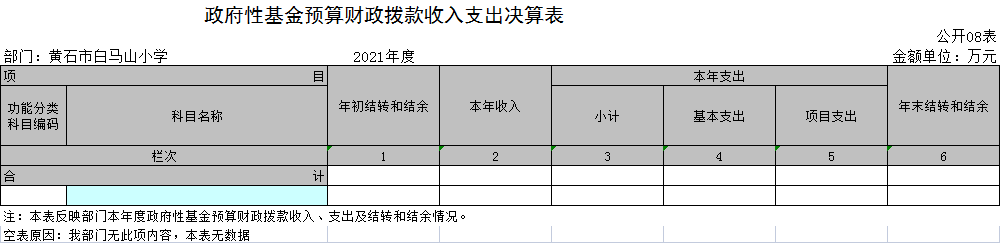 政府性基金预算财政拨款收入支出决算表
公开08表
部门：黄石市白马山小学 2021年度 金额单位：万元
项 目 年初结转和结余 本年收入 本年支出 年末结转和结余
功能分类科目编码 科目名称 小计 基本支出 项目支出
栏次 1 2 3 4 5 6
合 计
注：本表反映部门本年度政府性基金预算财政拨款收入、支出及结转和结余情况。
空表原因：我部门无此项内容，本表无数据